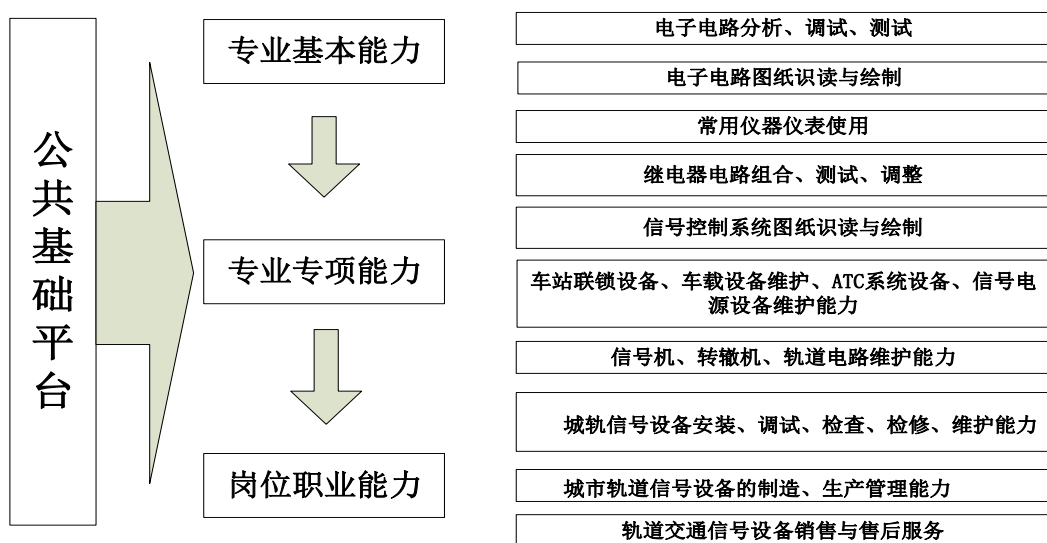 公共基础平台
专业基本能力
专业专项能力
岗位职业能力
电子电路分析、调试、测试
电子电路图纸识读与绘制
常用仪器仪表使用
继电器电路组合、测试、调整
信号控制系统图纸识读与绘制
车站联锁设备、车载设备维护、ATC系统设备、信号电
源设备维护能力
信号机、转辙机、轨道电路维护能力
城轨信号设备安装、调试、检查、检修、维护能力
城市轨道信号设备的制造、生产管理能力
轨道交通信号设备销售与售后服务